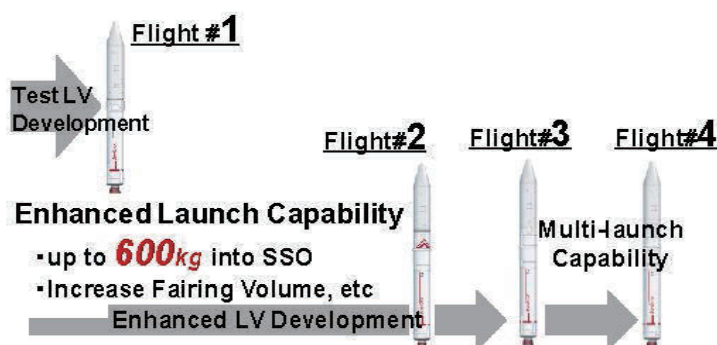 Flight #1
Test LV
Development
Flight#2
Flight#3
Flight#4
Enhanced Launch Capability
・up to 600kg into SSO
・Increase Fairing Volume, etc
Multi-launch
Capability
Enhanced LV Development